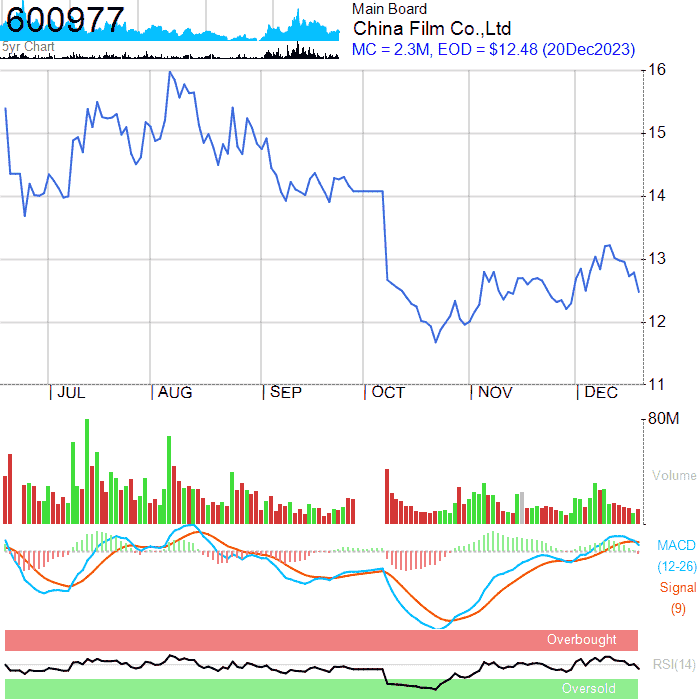 600977
5yr Chart
Main Board
China Film Co.,Ltd
MC = 2.3M, EOD = $12.48 (20Dec2023)
16
15
14
13
12
11
JUL AUG SEP OCT NOV DEC
80M
Volume
MACD
(12-26)
Signal
(9)
Overbought
RSI(14)
Oversold